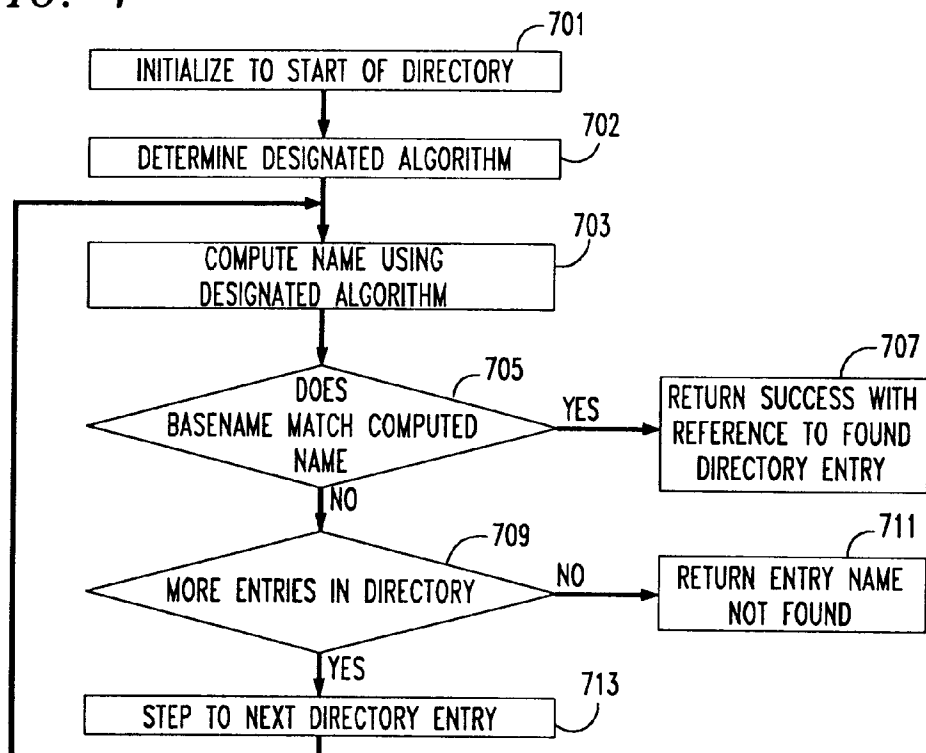 701
INITIALIZE TO START OF DIRECTORY
702
DETERMINE DESIGNATED ALGORITHM
703
COMPUTE NAME USING
DESIGNATED ALGORITHM
705
DOES
BASENAME MATCH COMPUTED
NAME
YES
707
RETURN SUCCESS WITH
REFERENCE TO FOUND
DIRECTORY ENTRY
NO
709
MORE ENTRIES IN DIRECTORY
NO
711
RETURN ENTRY NAME
NOT FOUND
YES
713
STEP TO NEXT DIRECTORY ENTRY